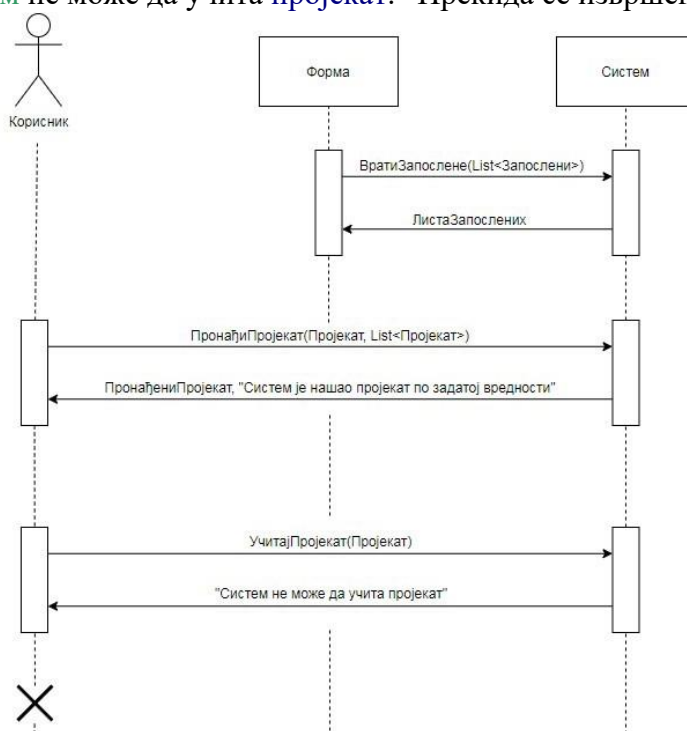 м не може да учита пројекат." Прекида се извршењ
Корисник
Форма
Систем
ВратиЗапослене(List<Запослени>)
ЛистаЗапослених
ПронађиПројекат(Пројекат, List<Пројекат>)
ПронађениПројекат, "Систем је нашао пројекат по задатој вредности"
УчитајПројекат(Пројекат)
"Систем не може да учита пројекат"